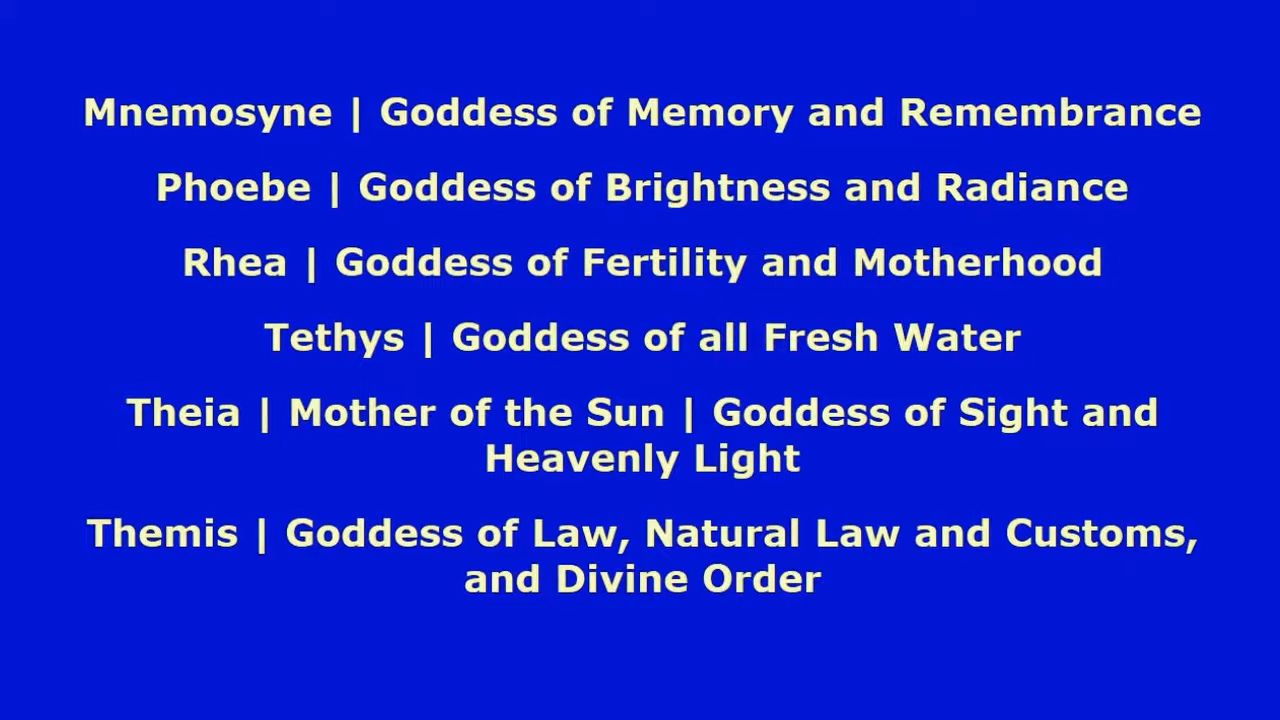 Mnemosyne | Goddess of Memory and Remembrance
Phoebe | Goddess of Brightness and Radiance
Rhea | Goddess of Fertility and Motherhood
Tethys | Goddess of all Fresh Water
Theia | Mother of the Sun | Goddess of Sight and
Heavenly Light
Themis | Goddess of Law, Natural Law and Customs,
and Divine Order